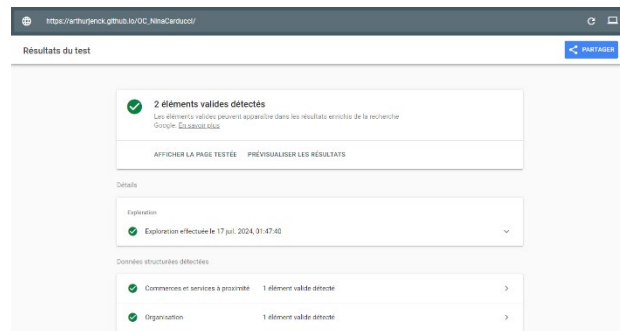 https://arthurjenck.github.io/OC_NinaCarducci/
Résultats du test
PARTAGER
2 éléments valides détectés
Les éléments valides peuvent apparaître dans les résultats enrichis de la recherche
Google. En savoir plus
AFFICHER LA PAGE TESTÉE PRÉVISUALISER LES RÉSULTATS
Détails
Exploration
Exploration effectuée le 17 juil. 2024, 01:47:40
Données structurées détectées
Commerces et services à proximité 1 élément valide détecté
Organisation 1 élément valide détecté